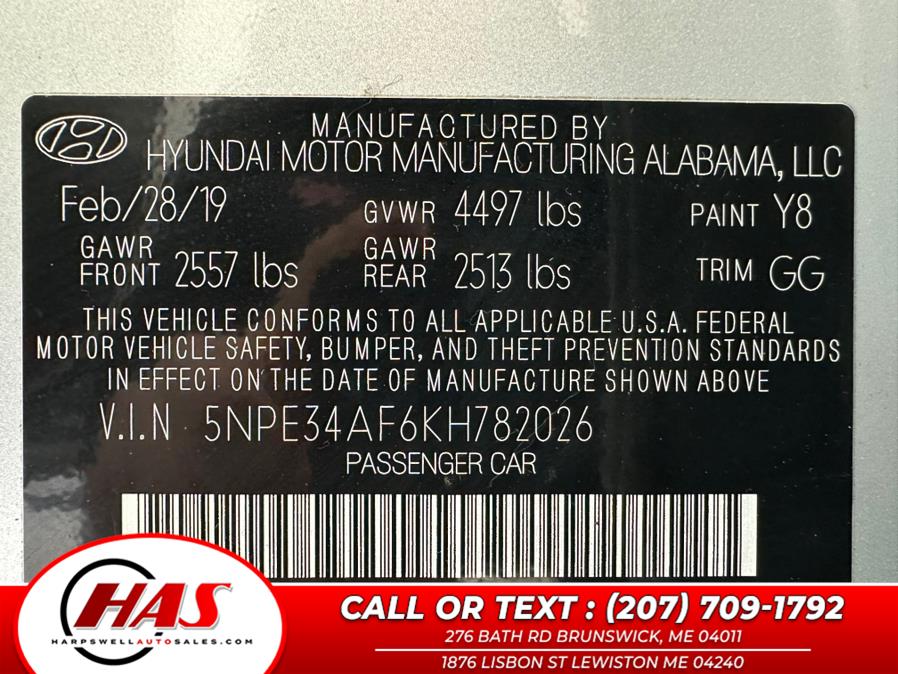 MANUFACTURED BY
HYUNDAI MOTOR MANUFACTURING ALABAMA, LLC
Feb/28/19 GVWR 4497 lbs PAINT Y8
GAWR FRONT 2557 lbs GAWR REAR 2513 lbs TRIM GG
THIS VEHICLE CONFORMS TO ALL APPLICABLE U.S.A. FEDERAL
MOTOR VEHICLE SAFETY, BUMPER, AND THEFT PREVENTION STANDARDS
IN EFFECT ON THE DATE OF MANUFACTURE SHOWN ABOVE
V.I.N 5NPE34AF6KH782026
PASSENGER CAR
HAS
HARPSWELLAUTOSALES.COM
CALL OR TEXT : (207) 709-1792
276 BATH RD BRUNSWICK, ME 04011
1876 LISBON ST LEWISTON ME 04240